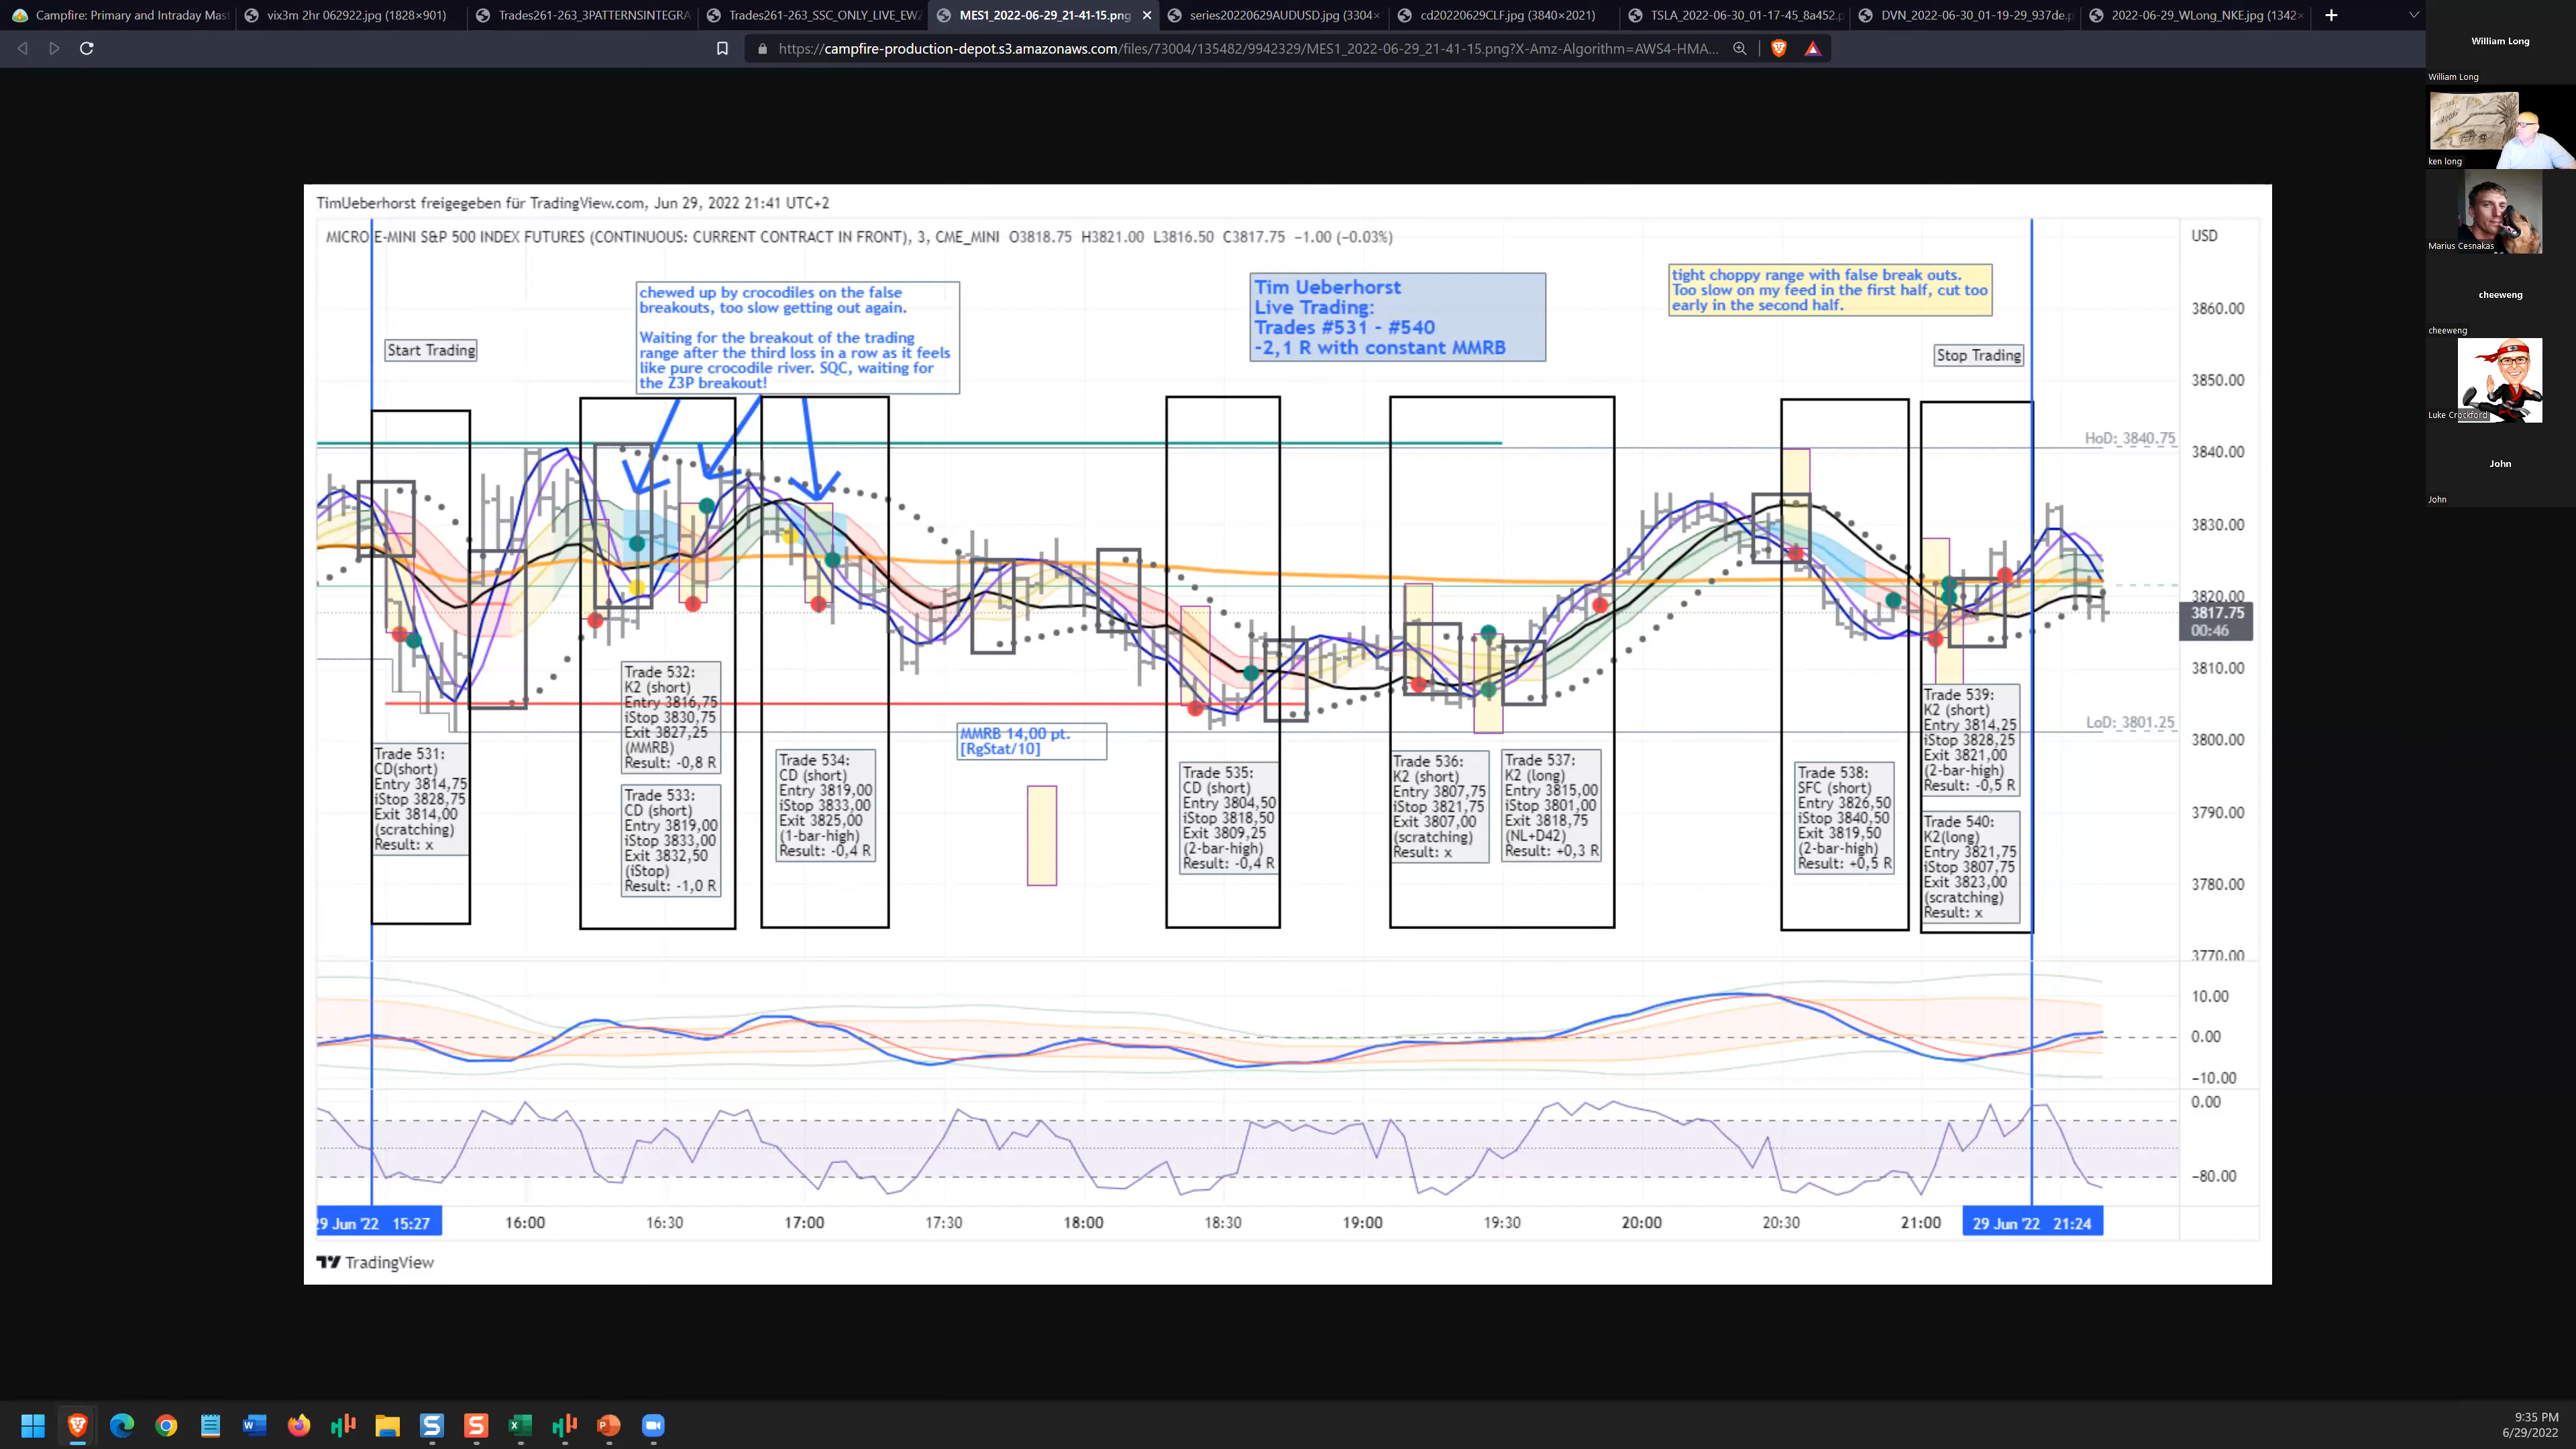 Campfire: Primary and Intraday Mast
vix3m 2hr 062922.jpg (1828×901)
Trades261-263_3PATTERNSINTEGRA
Trades261-263_SSC_ONLY_LIVE_EWZ
MES1_2022-06-29_21-41-15.png
series20220629AUDUSD.jpg (3304×
cd20220629CLF.jpg (3840×2021)
TSLA_2022-06-30_01-17-45_8a452.p
DVN_2022-06-30_01-19-29_937de.p
2022-06-29_WLong_NKE.jpg (1342×
https://campfire-production-depot.s3.amazonaws.com/files/73004/135482/9942329/MES1_2022-06-29_21-41-15.png?X-Amz-Algorithm=AWS4-HMA...
William Long
William Long
ken long
Marius Cesnakas
cheeweng
cheeweng
Luke Crockford
John
John
TimUeberhorst freigegeben für TradingView.com, Jun 29, 2022 21:41 UTC+2
MICRO E-MINI S&P 500 INDEX FUTURES (CONTINUOUS: CURRENT CONTRACT IN FRONT), 3, CME_MINI O3818.75 H3821.00 L3816.50 C3817.75 −1.00 (−0.03%)
USD
chewed up by crocodiles on the false
breakouts, too slow getting out again.
Waiting for the breakout of the trading
range after the third loss in a row as it feels
like pure crocodile river. SQC, waiting for
the Z3P breakout!
Tim Ueberhorst
Live Trading:
Trades #531 - #540
-2,1 R with constant MMRB
tight choppy range with false break outs.
Too slow on my feed in the first half, cut too
early in the second half.
Start Trading
Stop Trading
3860.00
3850.00
HoD: 3840.75
3840.00
3830.00
3820.00
3817.75
00:46
3810.00
LoD: 3801.25
3800.00
3790.00
3780.00
3770.00
Trade 531:
CD(short)
Entry 3814,75
iStop 3828,75
Exit 3814,00
(scratching)
Result: x
Trade 532:
K2 (short)
Entry 3816,75
iStop 3830,75
Exit 3827,25
(MMRB)
Result: -0,8 R
Trade 533:
CD (short)
Entry 3819,00
iStop 3833,00
Exit 3832,50
(iStop)
Result: -1,0 R
Trade 534:
CD (short)
Entry 3819,00
iStop 3833,00
Exit 3825,00
(1-bar-high)
Result: -0,4 R
MMRB 14,00 pt.
[RgStat/10]
Trade 535:
CD (short)
Entry 3804,50
iStop 3818,50
Exit 3809,25
(2-bar-high)
Result: -0,4 R
Trade 536:
K2 (short)
Entry 3807,75
iStop 3821,75
Exit 3807,00
(scratching)
Result: x
Trade 537:
K2 (long)
Entry 3815,00
iStop 3801,00
Exit 3818,75
(NL+D42)
Result: +0,3 R
Trade 538:
SFC (short)
Entry 3826,50
iStop 3840,50
Exit 3819,50
(2-bar-high)
Result: +0,5 R
Trade 539:
K2 (short)
Entry 3814,25
iStop 3828,25
Exit 3821,00
(2-bar-high)
Result: -0,5 R
Trade 540:
K2(long)
Entry 3821,75
iStop 3807,75
Exit 3823,00
(scratching)
Result: x
10.00
0.00
−10.00
0.00
−80.00
29 Jun '22 15:27
16:00
16:30
17:00
17:30
18:00
18:30
19:00
19:30
20:00
20:30
21:00
29 Jun '22 21:24
TradingView
9:35 PM
6/29/2022